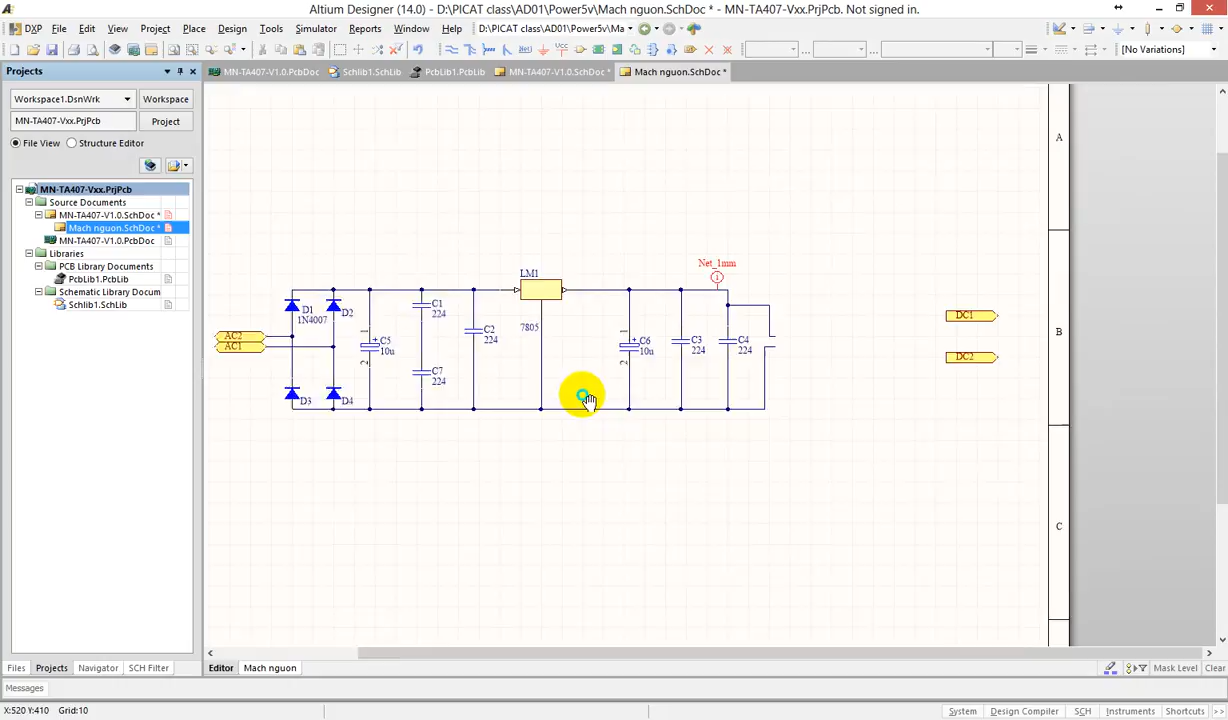 Altium Designer (14.0) - D:\PICAT class\AD01\Power5v\Mach nguon.SchDoc * - MN-TA407-Vxx.PrjPcb. Not signed in.
DXP File Edit View Project Place Design Tools Simulator Reports Window Help D:\PICAT class\AD01\Power5v\Ma
[No Variations]
Projects
MN-TA407-V1.0.PcbDoc Schlib1.SchLib PcbLib1.PcbLib MN-TA407-V1.0.SchDoc * Mach nguon.SchDoc *
Workspace1.DsnWrk Workspace
MN-TA407-Vxx.PrjPcb Project
File View Structure Editor
MN-TA407-Vxx.PrjPcb
Source Documents
MN-TA407-V1.0.SchDoc *
Mach nguon.SchDoc *
MN-TA407-V1.0.PcbDoc
Libraries
PCB Library Documents
PcbLib1.PcbLib
Schematic Library Docum
Schlib1.SchLib
A
B
C
Net_1mm
1
LM1
7805
D1
1N4007
D2
AC2
AC1
D3
D4
1
C5
10u
2
C1
224
C7
224
C2
224
1
C6
10u
2
C3
224
C4
224
DC1
DC2
Files Projects Navigator SCH Filter
Editor Mach nguon
Mask Level Clear
Messages
X:520 Y:410 Grid:10
System Design Compiler SCH Instruments Shortcuts >>